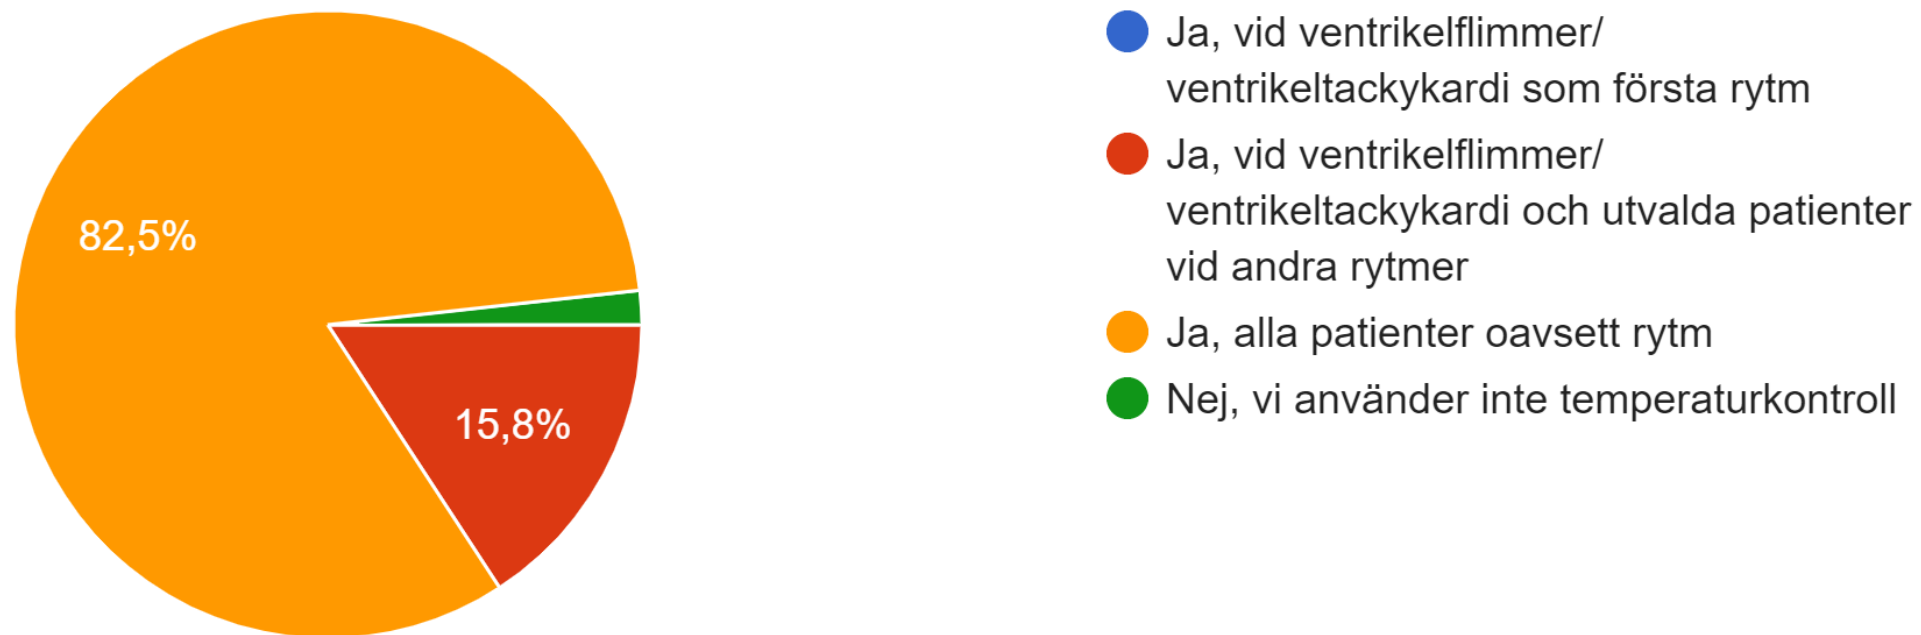 82,5%
15,8%
Ja, vid ventrikelflimmer/
ventrikeltackykardi som första rytm
Ja, vid ventrikelflimmer/
ventrikeltackykardi och utvalda patienter
vid andra rytmer
Ja, alla patienter oavsett rytm
Nej, vi använder inte temperaturkontroll